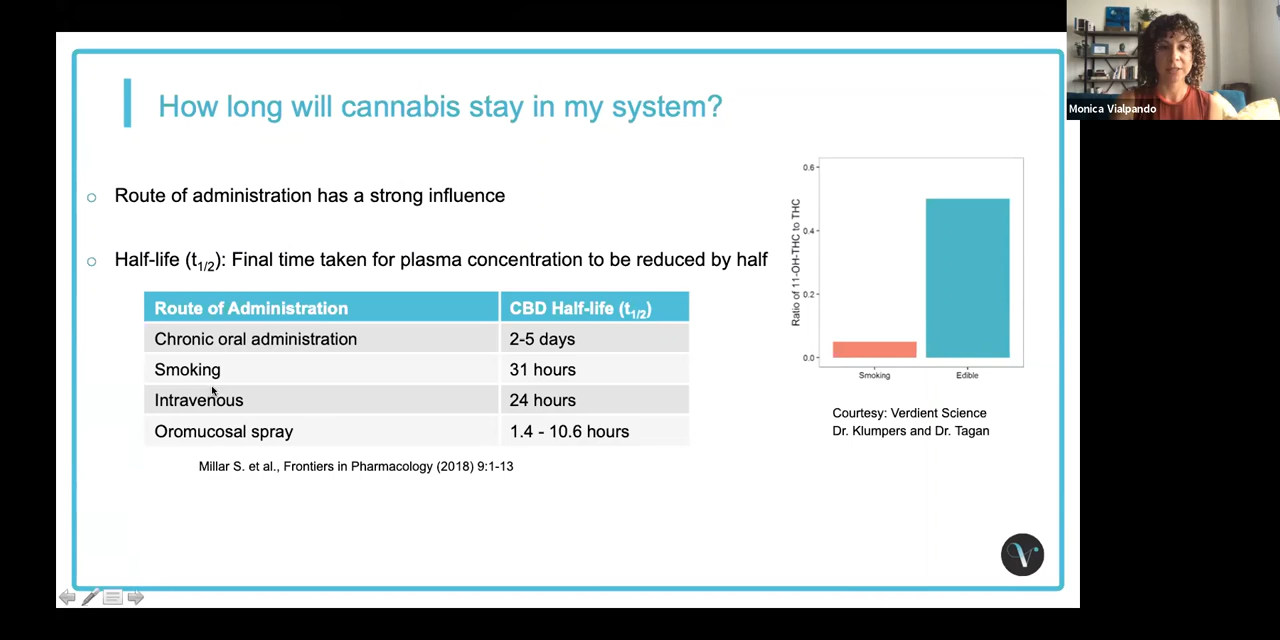 How long will cannabis stay in my system?
Monica Vialpando
Route of administration has a strong influence
Half-life (t1/2): Final time taken for plasma concentration to be reduced by half
Route of Administration CBD Half-life (t1/2)
Chronic oral administration 2-5 days
Smoking 31 hours
Intravenous 24 hours
Oromucosal spray 1.4 - 10.6 hours
Millar S. et al., Frontiers in Pharmacology (2018) 9:1-13
Ratio of 11-OH-THC to THC
0.6
0.4
0.2
0.0
Smoking Edible
Courtesy: Verdient Science
Dr. Klumpers and Dr. Tagan
V